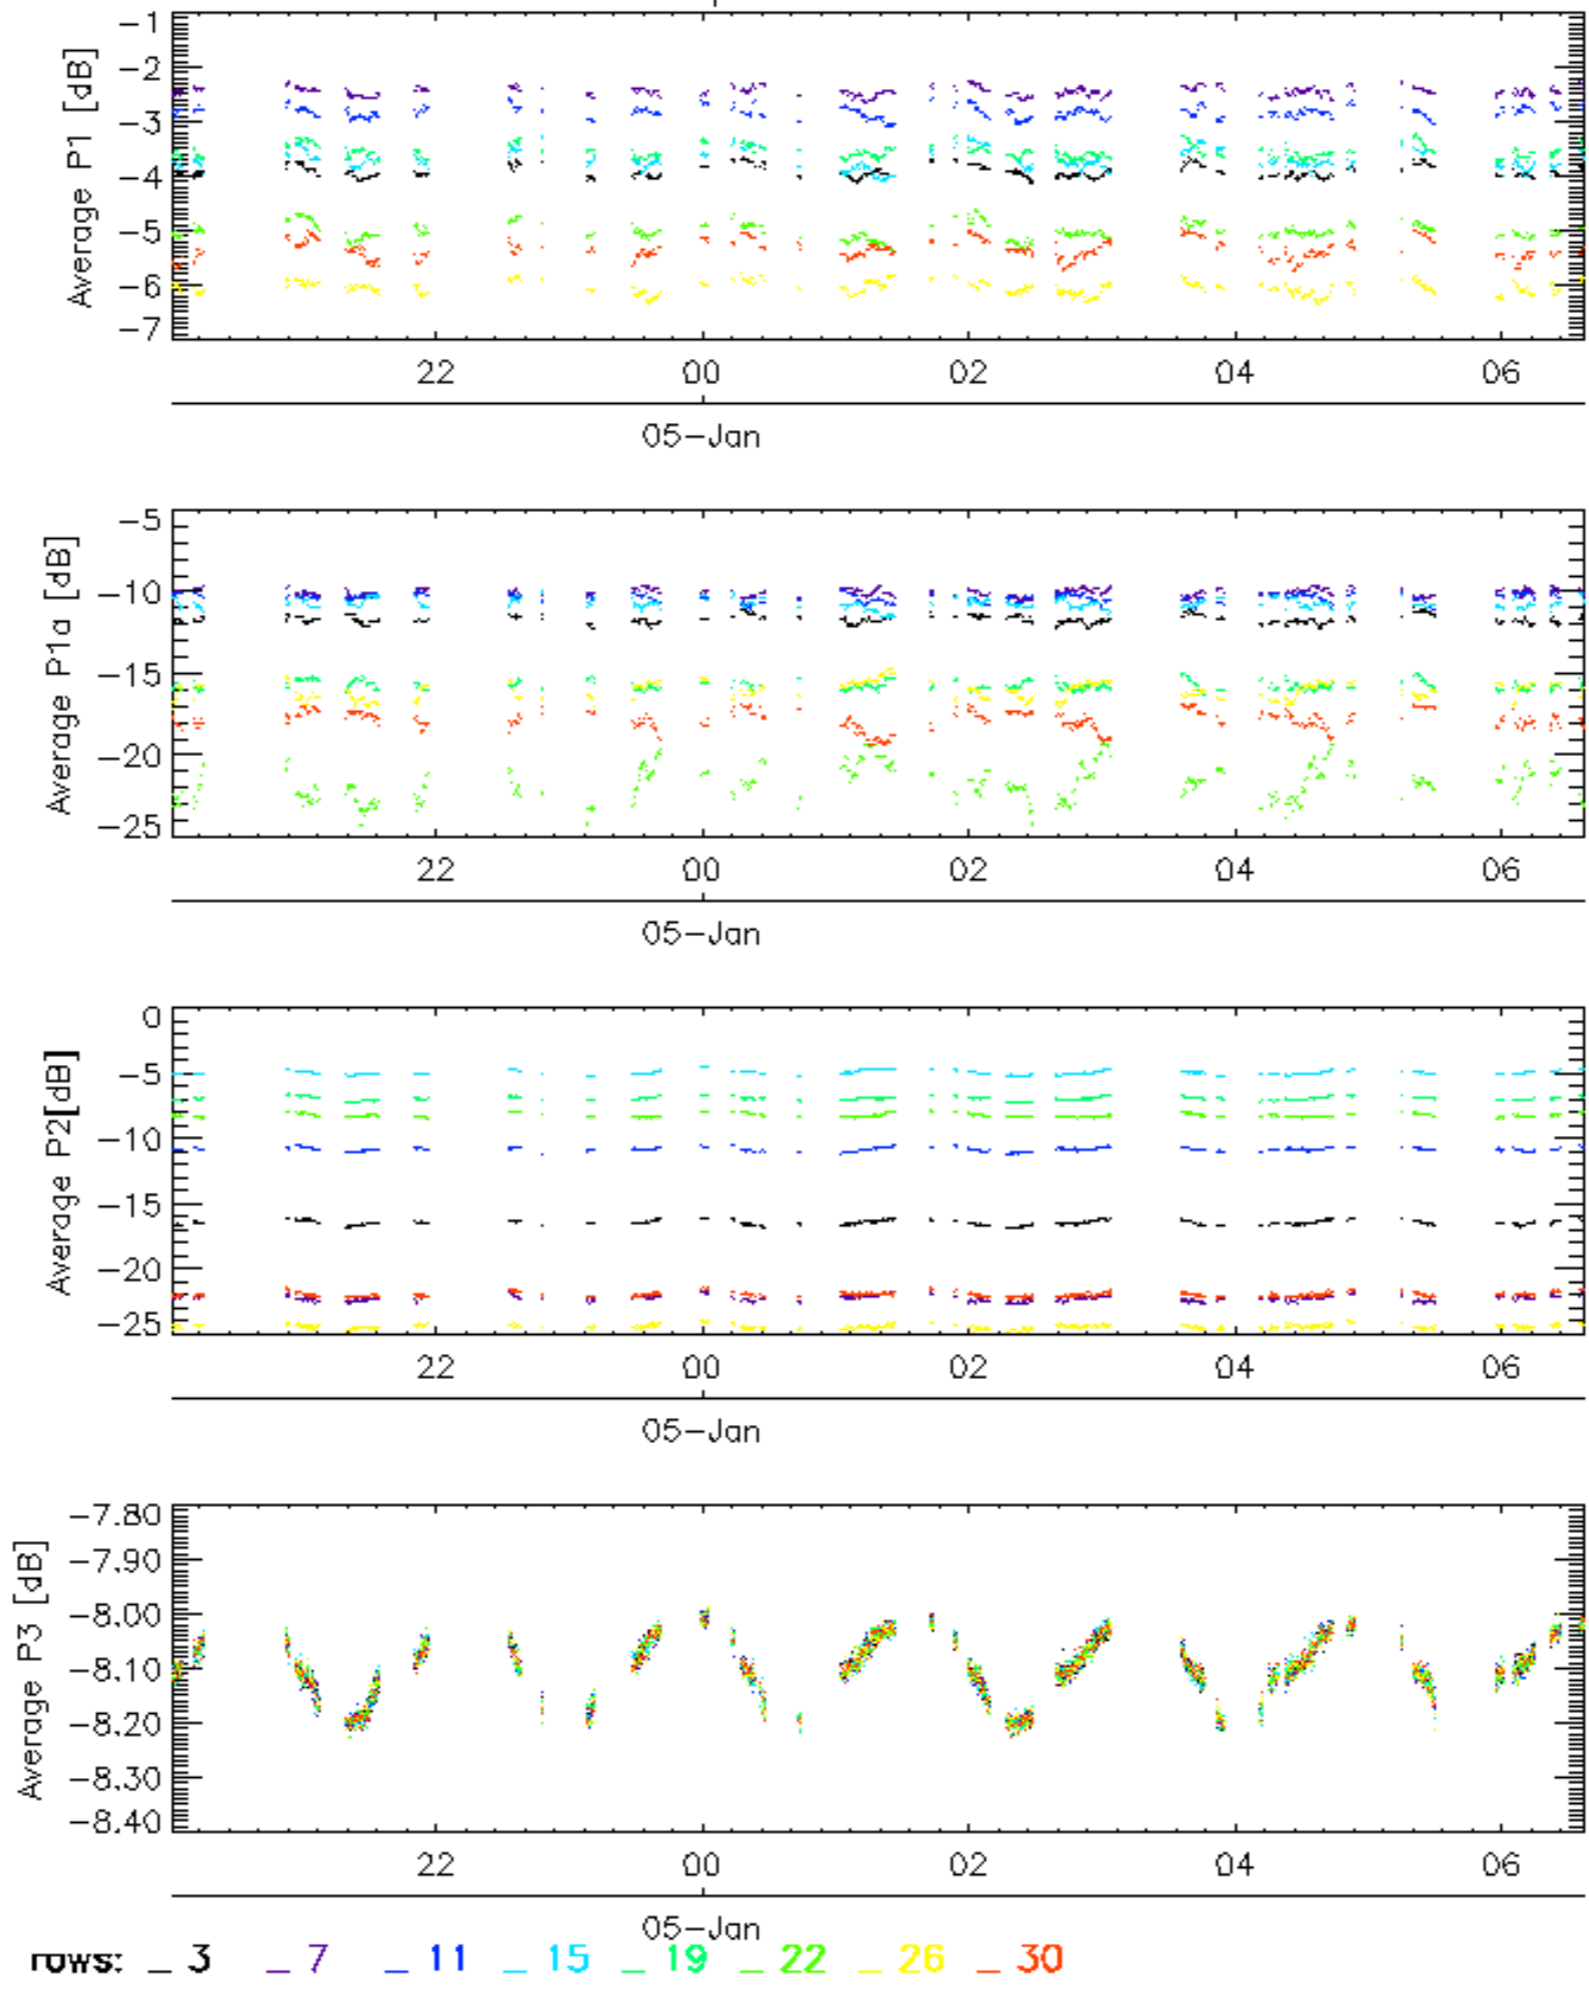 Average P1 [dB]
-1
-2
-3
-4
-5
-6
-7
22 00 02 04 06
05-Jan
Average P1a [dB]
-5
-10
-15
-20
-25
22 00 02 04 06
05-Jan
Average P2[dB]
0
-5
-10
-15
-20
-25
22 00 02 04 06
05-Jan
Average P3 [dB]
-7.80
-7.90
-8.00
-8.10
-8.20
-8.30
-8.40
22 00 02 04 06
05-Jan
rows: _ 3 _ 7 _ 11 _ 15 _ 19 _ 22 _ 26 _ 30